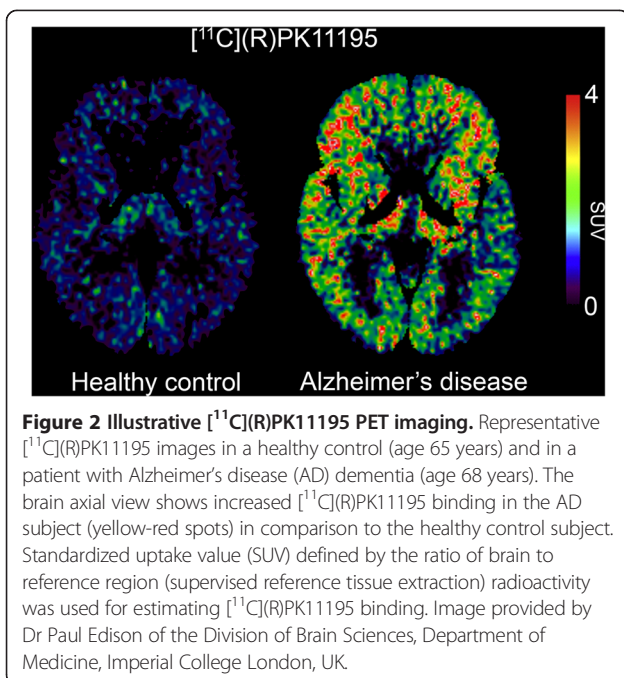 [¹¹C](R)PK11195
4
SUV
0
Healthy control
Alzheimer's disease
Figure 2 Illustrative [¹¹C](R)PK11195 PET imaging. Representative
[¹¹C](R)PK11195 images in a healthy control (age 65 years) and in a
patient with Alzheimer's disease (AD) dementia (age 68 years). The
brain axial view shows increased [¹¹C](R)PK11195 binding in the AD
subject (yellow-red spots) in comparison to the healthy control subject.
Standardized uptake value (SUV) defined by the ratio of brain to
reference region (supervised reference tissue extraction) radioactivity
was used for estimating [¹¹C](R)PK11195 binding. Image provided by
Dr Paul Edison of the Division of Brain Sciences, Department of
Medicine, Imperial College London, UK.